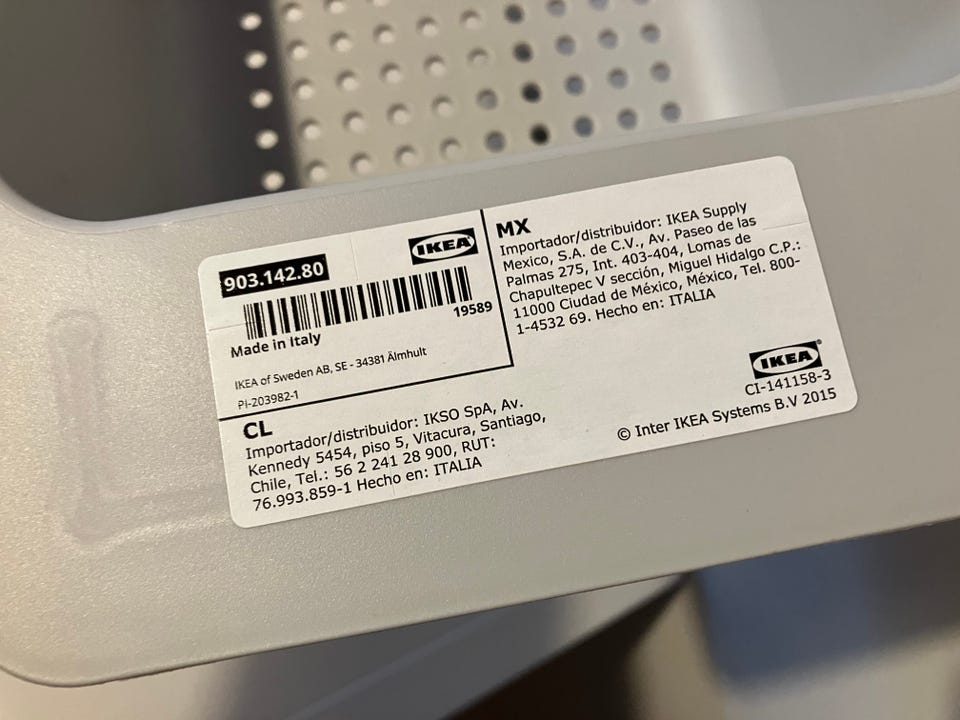 903.142.80
IKEA
19589
Made in Italy
IKEA of Sweden AB, SE - 34381 Älmhult
PI-203982-1
MX
Importador/distribuidor: IKEA Supply
Mexico, S.A. de C.V., Av. Paseo de las
Palmas 275, Int. 403-404, Lomas de
Chapultepec V sección, Miguel Hidalgo C.P.:
11000 Ciudad de México, México, Tel. 800-
1-4532 69. Hecho en: ITALIA
CL
Importador/distribuidor: IKSO SpA, Av.
Kennedy 5454, piso 5, Vitacura, Santiago,
Chile, Tel.: 56 2 241 28 900, RUT:
76.993.859-1 Hecho en: ITALIA
IKEA
CI-141158-3
© Inter IKEA Systems B.V 2015